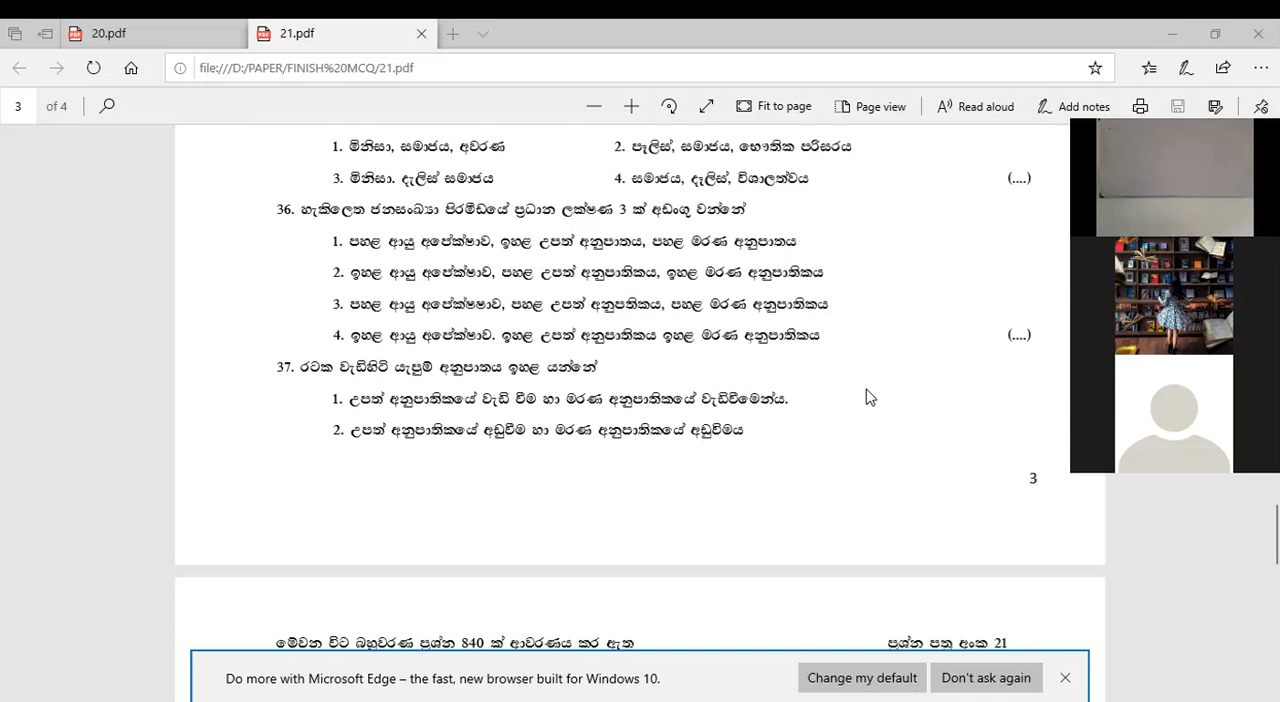 20.pdf
21.pdf
file:///D:/PAPER/FINISH%20MCQ/21.pdf
3 of 4
Fit to page
Page view
Read aloud
Add notes
1. මිනිසා, සමාජය, අවරණ
2. පැලිස්, සමාජය, භෞතික පරිසරය
3. මිනිසා. දැලිස් සමාජය
4. සමාජය, දැලිස්, විශාලත්වය (....)
36. හැකිලෙත ජනසංඛ්‍යා පිරමීඩයේ ප්‍රධාන ලක්ෂණ 3 ක් අඩංගු වන්නේ
1. පහළ ආයු අපේක්ෂාව, ඉහළ උපත් අනුපාතය, පහළ මරණ අනුපාතය
2. ඉහළ ආයු අපේක්ෂාව, පහළ උපත් අනුපාතිකය, ඉහළ මරණ අනුපාතිකය
3. පහළ ආයු අපේක්ෂෂාව, පහළ උපත් අනුපතිකය, පහළ මරණ අනුපාතිකය
4. ඉහළ ආයු අපේක්ෂාව. ඉහළ උපත් අනුපාතිකය ඉහළ මරණ අනුපාතිකය (....)
37. රටක වැඩිහිටි යැපුම් අනුපාතය ඉහළ යන්නේ
1. උපත් අනුපාතිකයේ වැඩි වීම හා මරණ අනුපාතිකයේ වැඩිවීමෙන්ය.
2. උපත් අනුපාතිකයේ අඩුවීම හා මරණ අනුපාතිකයේ අඩුවිමය
3
මේවන විට බහුවරණ ප්‍රශ්න 840 ක් ආවරණය කර ඇත
ප්‍රශ්න පත්‍ර අංක 21
Do more with Microsoft Edge – the fast, new browser built for Windows 10.
Change my default
Don't ask again